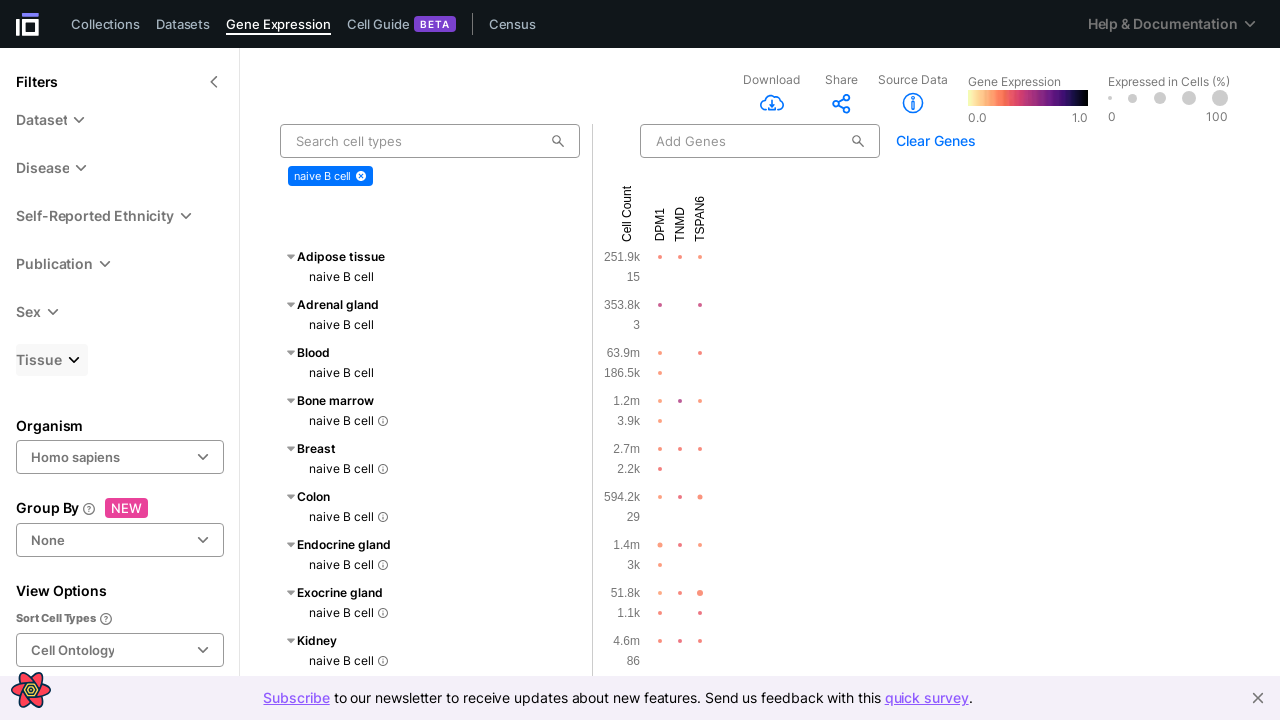 Collections Datasets Gene Expression Cell Guide BETA Census Help & Documentation
Filters
Dataset
Disease
Self-Reported Ethnicity
Publication
Sex
Tissue
Organism
Homo sapiens
Group By NEW
None
View Options
Sort Cell Types
Cell Ontology
Download Share Source Data
Gene Expression
0.0 1.0
Expressed in Cells (%)
0 100
Search cell types
Add Genes
Clear Genes
naive B cell
Cell Count
DPM1
TNMD
TSPAN6
Adipose tissue 251.9k
naive B cell 15
Adrenal gland 353.8k
naive B cell 3
Blood 63.9m
naive B cell 186.5k
Bone marrow 1.2m
naive B cell 3.9k
Breast 2.7m
naive B cell 2.2k
Colon 594.2k
naive B cell 29
Endocrine gland 1.4m
naive B cell 3k
Exocrine gland 51.8k
naive B cell 1.1k
Kidney 4.6m
naive B cell 86
Subscribe to our newsletter to receive updates about new features. Send us feedback with this quick survey.